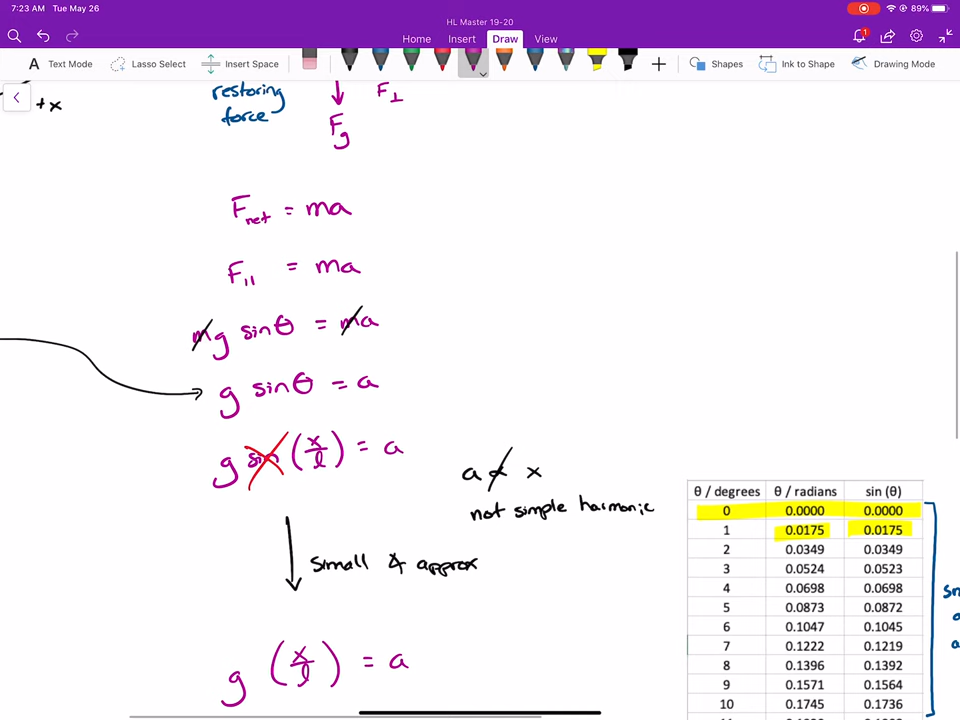 7:23 AM Tue May 26
89%
HL Master 19-20
Home Insert Draw View
1
Text Mode Lasso Select Insert Space Shapes Ink to Shape Drawing Mode
+x
restoring
force
F⊥
Fg
Fnet = ma
F∥ = ma
mg sinθ = ma
g sinθ = a
g sin (x/l) = a
a ∝̸ x
not simple harmonic
small ∠ approx
g (x/l) = a
θ / degrees θ / radians sin (θ)
0 0.0000 0.0000
1 0.0175 0.0175
2 0.0349 0.0349
3 0.0524 0.0523
4 0.0698 0.0698
5 0.0873 0.0872
6 0.1047 0.1045
7 0.1222 0.1219
8 0.1396 0.1392
9 0.1571 0.1564
10 0.1745 0.1736